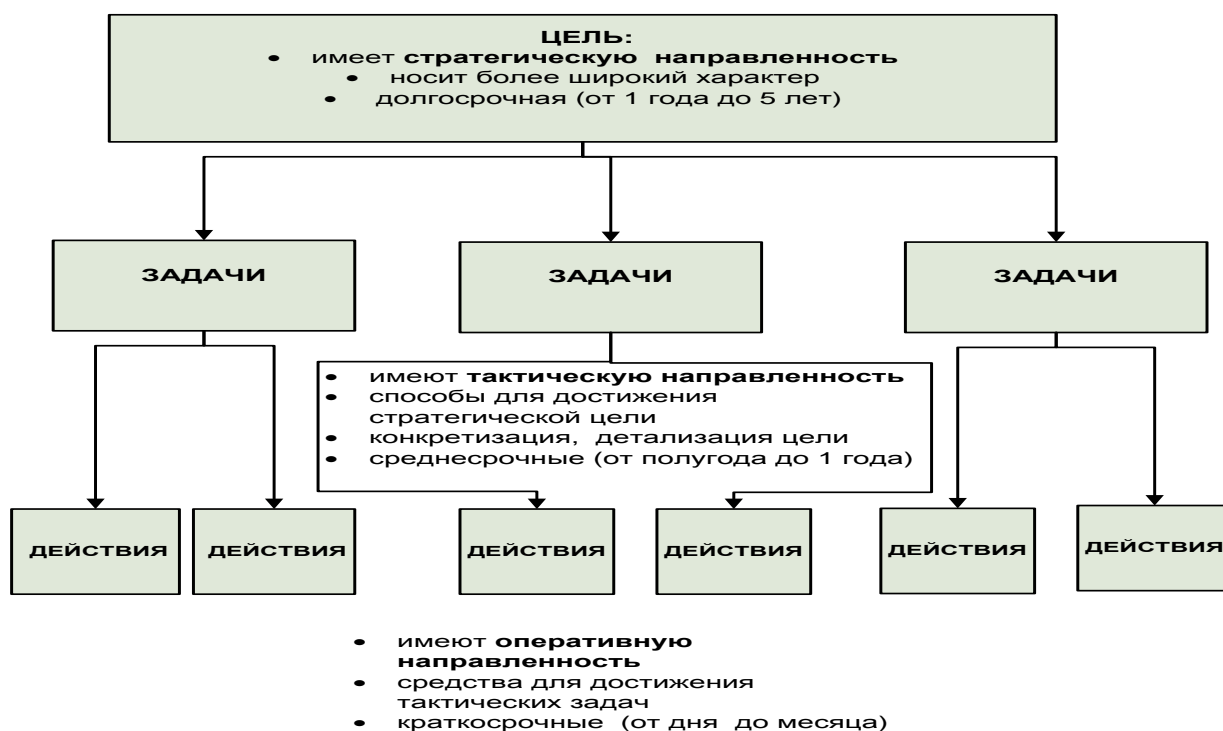 ЦЕЛЬ:
• имеет стратегическую направленность
• носит более широкий характер
• долгосрочная (от 1 года до 5 лет)
ЗАДАЧИ
ЗАДАЧИ
ЗАДАЧИ
• имеют тактическую направленность
• способы для достижения
стратегической цели
• конкретизация, детализация цели
• среднесрочные (от полугода до 1 года)
ДЕЙСТВИЯ
ДЕЙСТВИЯ
ДЕЙСТВИЯ
ДЕЙСТВИЯ
ДЕЙСТВИЯ
ДЕЙСТВИЯ
• имеют оперативную
направленность
• средства для достижения
тактических задач
• краткосрочные (от дня до месяца)